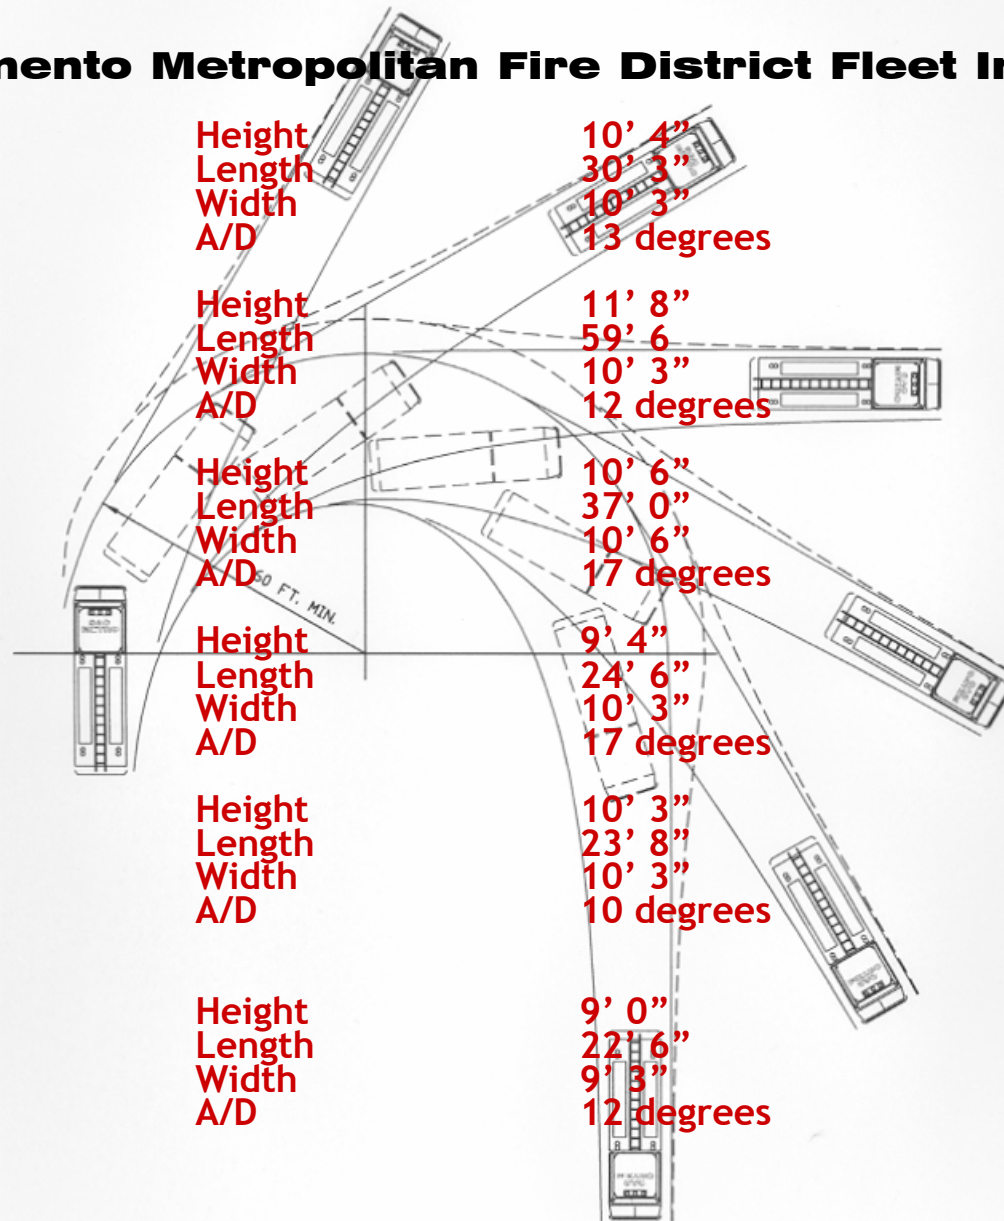 mento Metropolitan Fire District Fleet In
Height 10’ 4”
Length 30’ 3”
Width 10’ 3”
A/D 13 degrees
Height 11’ 8”
Length 59’ 6
Width 10’ 3”
A/D 12 degrees
Height 10’ 6”
Length 37’ 0”
Width 10’ 6”
A/D 17 degrees
50 FT. MIN.
Height 9’ 4”
Length 24’ 6”
Width 10’ 3”
A/D 17 degrees
Height 10’ 3”
Length 23’ 8”
Width 10’ 3”
A/D 10 degrees
Height 9’ 0”
Length 22’ 6”
Width 9’ 3”
A/D 12 degrees